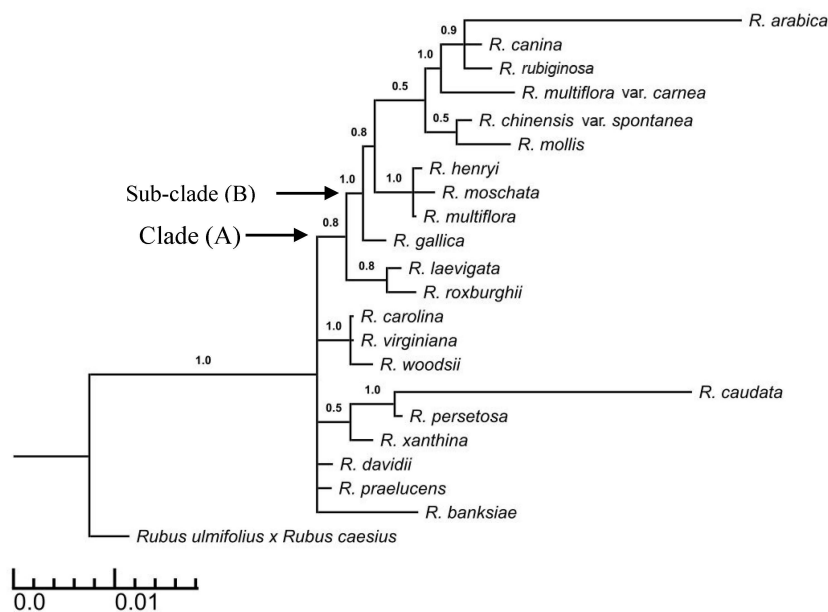 0.9
R. arabica
R. canina
1.0
R. rubiginosa
0.5
R. multiflora var. carnea
0.5
R. chinensis var. spontanea
R. mollis
0.8
R. henryi
1.0
R. moschata
Sub-clade (B)
1.0
R. multiflora
0.8
Clade (A)
R. gallica
0.8
R. laevigata
R. roxburghii
R. carolina
1.0
R. virginiana
R. woodsii
1.0
1.0
R. caudata
0.5
R. persetosa
R. xanthina
R. davidii
R. praelucens
R. banksiae
Rubus ulmifolius x Rubus caesius
0.0 0.01